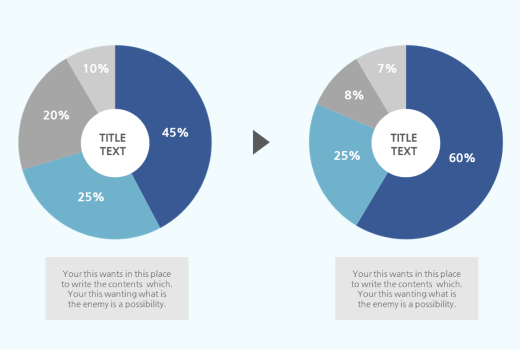 10%
45%
20%
25%
TITLE
TEXT
Your this wants in this place
to write the contents which.
Your this wanting what is
the enemy is a possibility.
7%
8%
60%
25%
TITLE
TEXT
Your this wants in this place
to write the contents which.
Your this wanting what is
the enemy is a possibility.